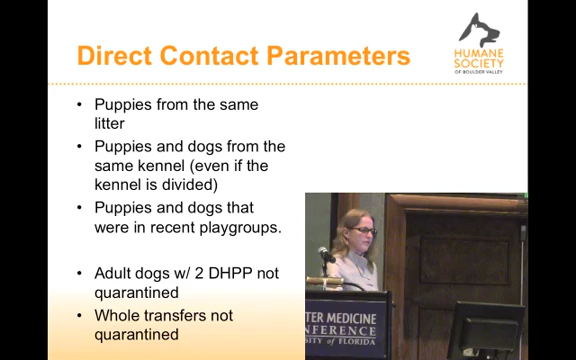 Direct Contact Parameters
HUMANE
SOCIETY
OF BOULDER VALLEY
• Puppies from the same
litter
• Puppies and dogs from the
same kennel (even if the
kennel is divided)
• Puppies and dogs that
were in recent playgroups.
• Adult dogs w/ 2 DHPP not
quarantined
• Whole transfers not
quarantined
TER MEDICINE
NFERENCE
SITY of FLORIDA